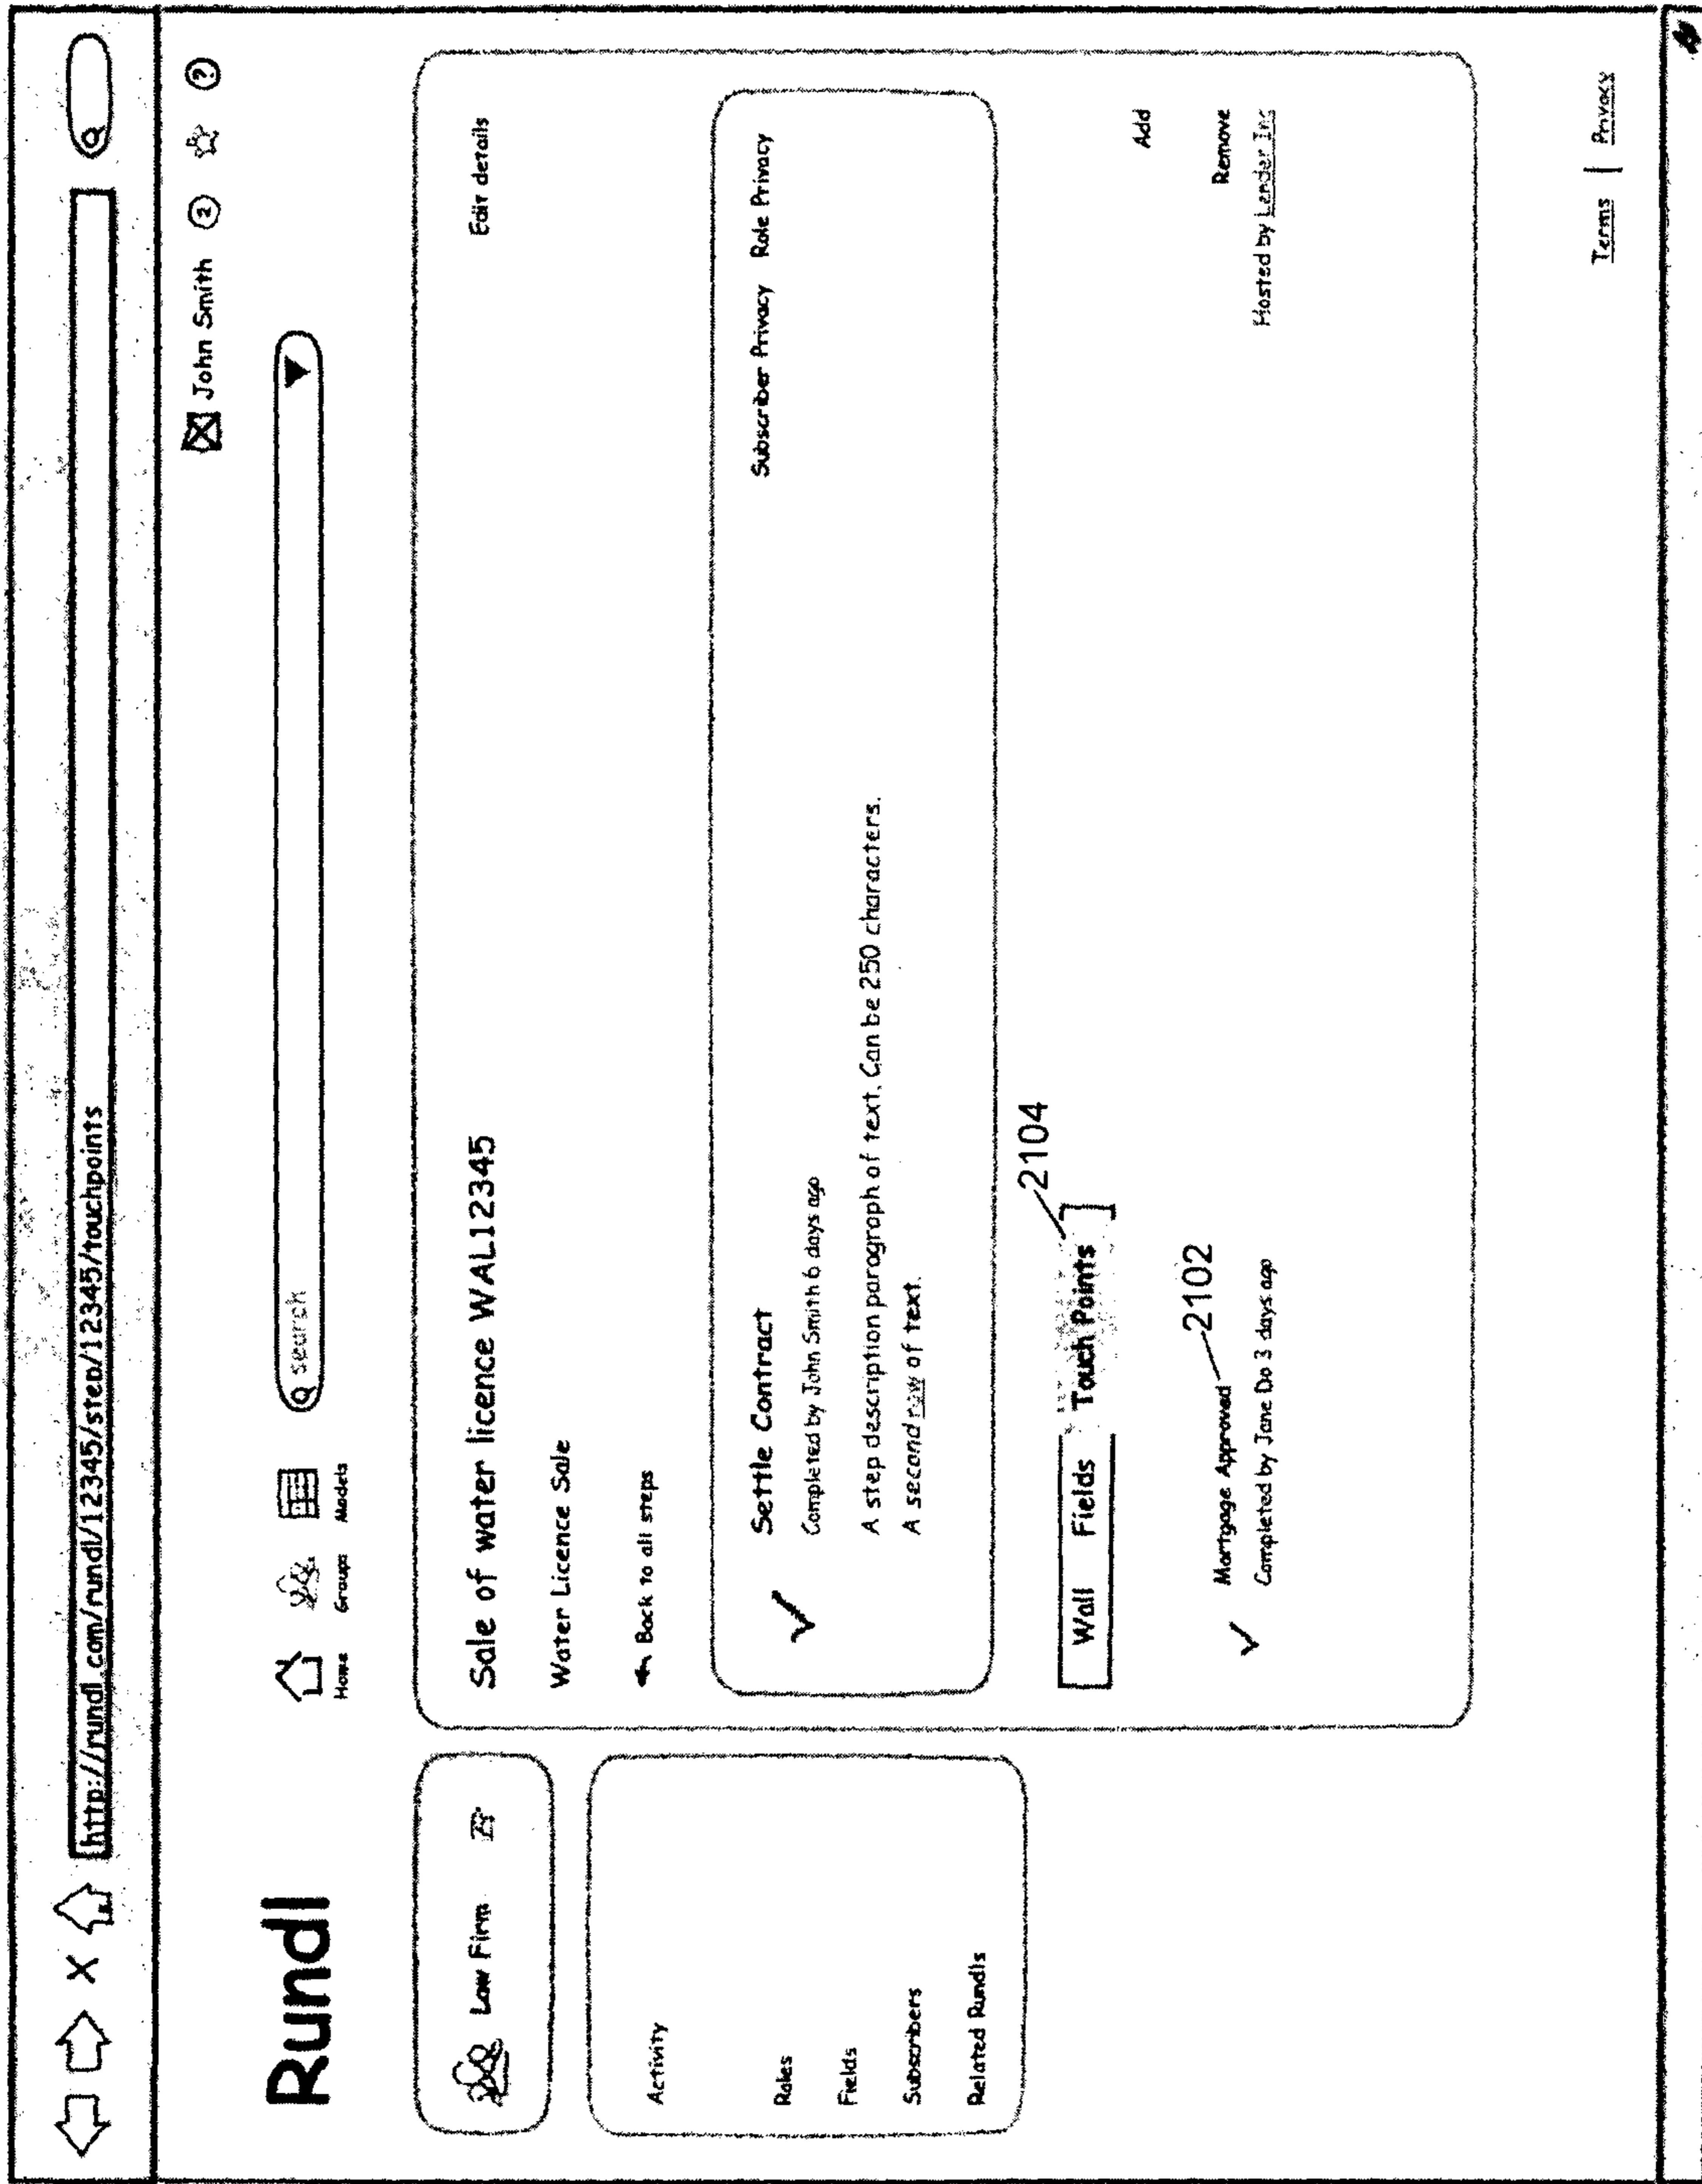 http://rundl.com/rundl/12345/step/12345/touchpoints
John Smith 2 ?
Rundl
Home Groups Models
search
Law Firm
Activity
Roles
Fields
Subscribers
Related Rundls
Sale of water licence WAL12345
Edit details
Water Licence Sale
Back to all steps
Settle Contract
Subscriber Privacy Role Privacy
Completed by John Smith 6 days ago
A step description paragraph of text. Can be 250 characters.
A second row of text.
2104
Wall Fields Touch Points
Add
2102
Mortgage Approved
Remove
Completed by Jane Do 3 days ago
Hosted by Lender Inc
Terms | Privacy